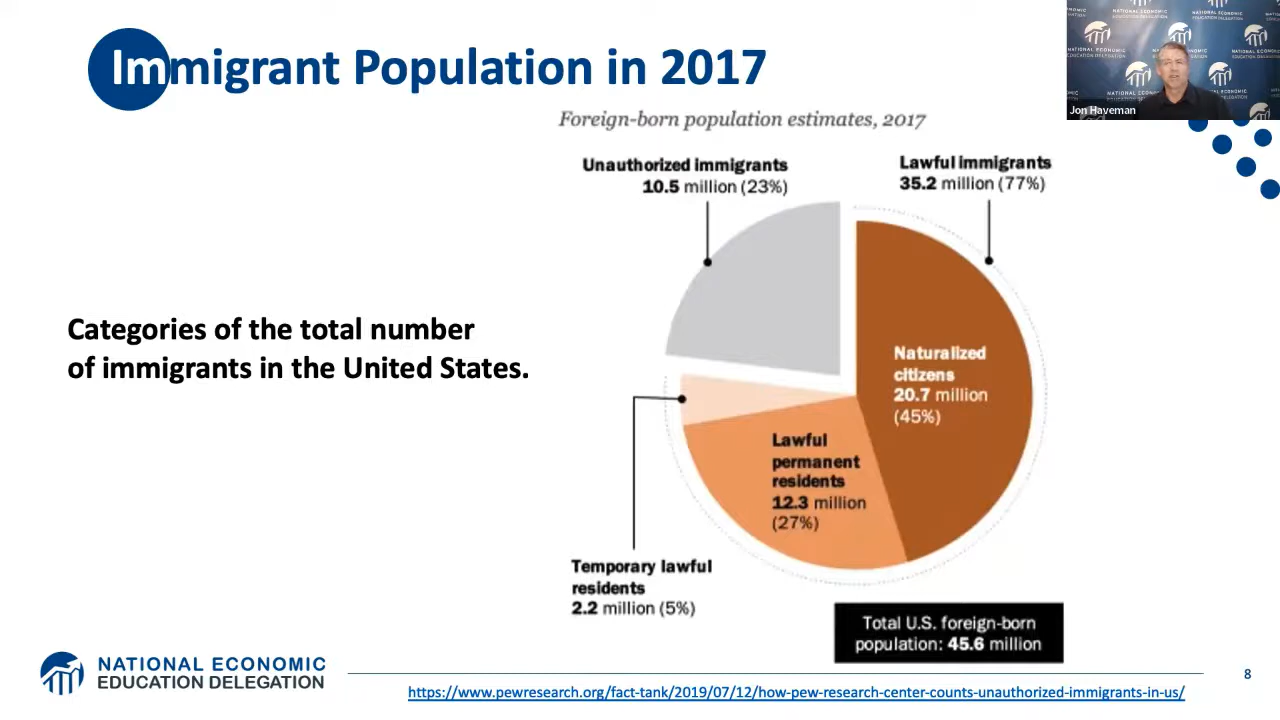 Immigrant Population in 2017
Jon Haveman
Foreign-born population estimates, 2017
Unauthorized immigrants
10.5 million (23%)
Lawful immigrants
35.2 million (77%)
Categories of the total number
of immigrants in the United States.
Naturalized
citizens
20.7 million
(45%)
Lawful
permanent
residents
12.3 million
(27%)
Temporary lawful
residents
2.2 million (5%)
Total U.S. foreign-born
population: 45.6 million
NATIONAL ECONOMIC
EDUCATION DELEGATION
https://www.pewresearch.org/fact-tank/2019/07/12/how-pew-research-center-counts-unauthorized-immigrants-in-us/
8